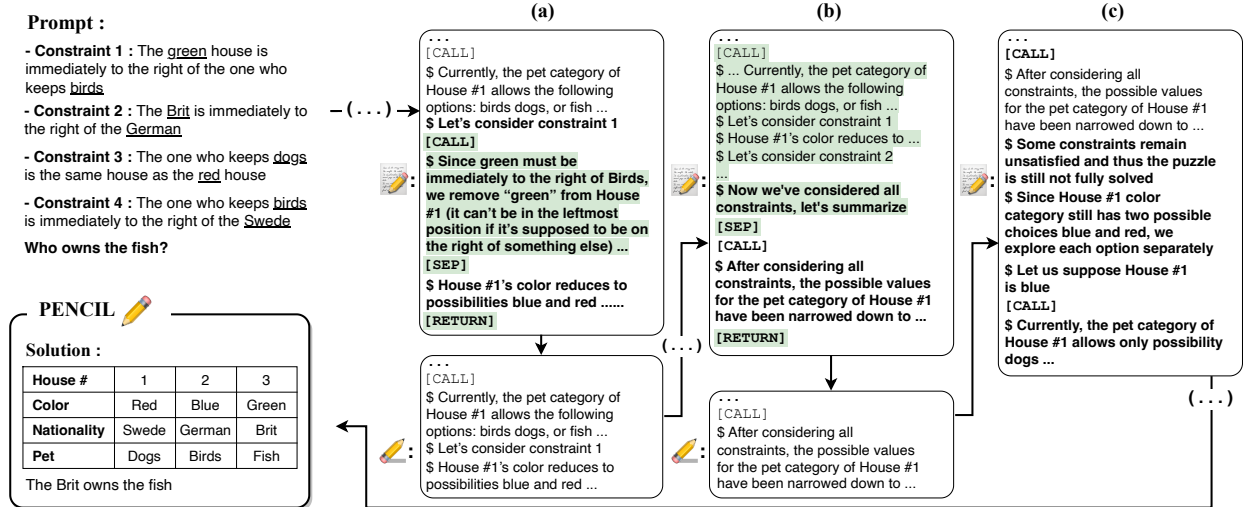 Prompt :
- Constraint 1 : The green house is
immediately to the right of the one who
keeps birds
- Constraint 2 : The Brit is immediately to
the right of the German
- Constraint 3 : The one who keeps dogs
is the same house as the red house
- Constraint 4 : The one who keeps birds
is immediately to the right of the Swede
Who owns the fish?
(...)
(a)
...
[CALL]
$ Currently, the pet category of
House #1 allows the following
options: birds dogs, or fish ...
$ Let's consider constraint 1
[CALL]
$ Since green must be
immediately to the right of Birds,
we remove “green” from House
#1 (it can't be in the leftmost
position if it's supposed to be on
the right of something else) ...
[SEP]
$ House #1's color reduces to
possibilities blue and red ......
[RETURN]
:
...
[CALL]
$ Currently, the pet category of
House #1 allows the following
options: birds dogs, or fish ...
$ Let's consider constraint 1
$ House #1's color reduces to
possibilities blue and red ...
:
(...)
(b)
...
[CALL]
$ ... Currently, the pet category of
House #1 allows the following
options: birds dogs, or fish ...
$ Let's consider constraint 1
$ House #1's color reduces to ...
$ Let's consider constraint 2
...
$ Now we've considered all
constraints, let's summarize
[SEP]
[CALL]
$ After considering all
constraints, the possible values
for the pet category of House #1
have been narrowed down to ...
[RETURN]
:
...
[CALL]
$ After considering all
constraints, the possible values
for the pet category of House #1
have been narrowed down to ...
:
(c)
...
[CALL]
$ After considering all
constraints, the possible values
for the pet category of House #1
have been narrowed down to ...
$ Some constraints remain
unsatisfied and thus the puzzle
is still not fully solved
$ Since House #1 color
category still has two possible
choices blue and red, we
explore each option separately
$ Let us suppose House #1
is blue
[CALL]
$ Currently, the pet category of
House #1 allows only possibility
dogs ...
:
(...)
PENCIL
Solution :
House # 1 2 3
Color Red Blue Green
Nationality Swede German Brit
Pet Dogs Birds Fish
The Brit owns the fish